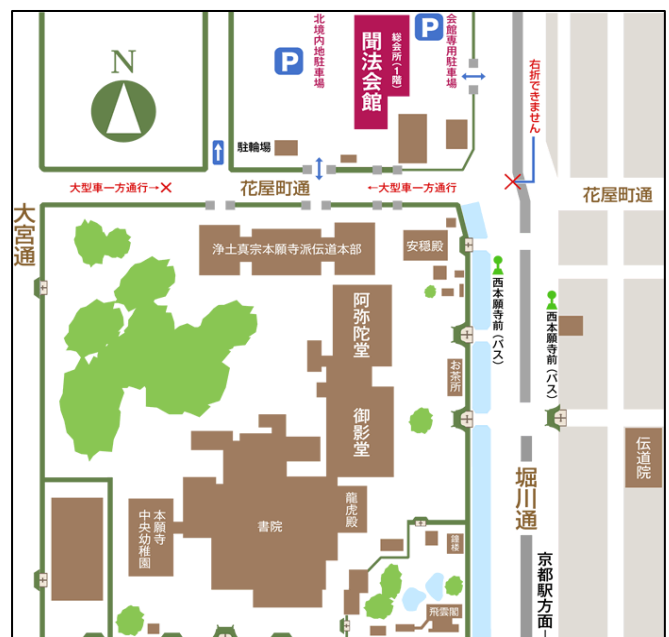 北境内地駐車場
P
総会所(1階)
聞法会館
P
会館専用駐車場
右折できません
N
駐輪場
大型車一方通行→×
花屋町通
←大型車一方通行
花屋町通
大宮通
浄土真宗本願寺派伝道本部
安穏殿
西本願寺前(バス)
西本願寺前(バス)
阿弥陀堂
お茶所
御影堂
伝道院
堀川通
龍虎殿
本願寺
中央幼稚園
書院
鐘楼
京都駅方面
飛雲閣